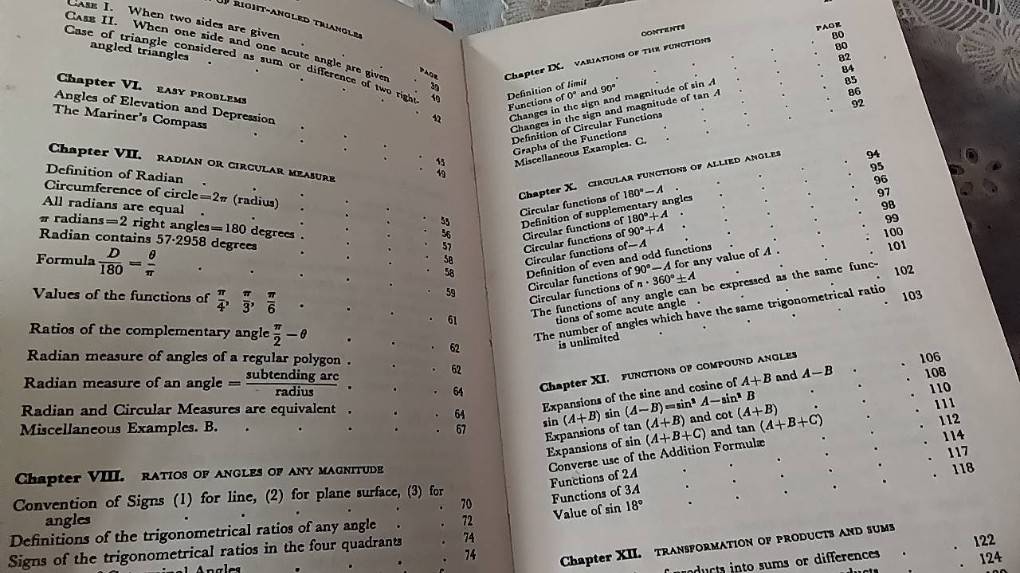 OF RIGHT-ANGLED TRIANGLES
PAGE
CASE I. When two sides are given . . 39
CASE II. When one side and one acute angle are given . 40
Case of triangle considered as sum or difference of two right-
angled triangles . . . . 42
Chapter VI. EASY PROBLEMS
Angles of Elevation and Depression . . . 45
The Mariner's Compass . . . . 49
Chapter VII. RADIAN OR CIRCULAR MEASURE
Definition of Radian . . . . 55
Circumference of circle=2π (radius) . . . 56
All radians are equal . . . . 57
π radians=2 right angles=180 degrees . . . 58
Radian contains 57·2958 degrees . . . 58
Formula D/180 = θ/π . . . . 59
Values of the functions of π/4, π/3, π/6 . . . 61
Ratios of the complementary angle π/2 − θ . . . 62
Radian measure of angles of a regular polygon . . . 62
Radian measure of an angle = subtending arc/radius . . . 64
Radian and Circular Measures are equivalent . . . 64
Miscellaneous Examples. B. . . . . 67
Chapter VIII. RATIOS OF ANGLES OF ANY MAGNITUDE
Convention of Signs (1) for line, (2) for plane surface, (3) for
angles . . . . 70
Definitions of the trigonometrical ratios of any angle . . 72
Signs of the trigonometrical ratios in the four quadrants . . 74
74
Angles
CONTENTS
PAGE
Chapter IX. VARIATIONS OF THE FUNCTIONS
Definition of limit . . . . 80
Functions of 0° and 90° . . . . 80
Changes in the sign and magnitude of sin A . . . 82
Changes in the sign and magnitude of tan A . . . 84
Definition of Circular Functions . . . 85
Graphs of the Functions . . . . 86
Miscellaneous Examples. C. . . . . 92
Chapter X. CIRCULAR FUNCTIONS OF ALLIED ANGLES
Circular functions of 180°−A . . . . 94
Definition of supplementary angles . . . 95
Circular functions of 180°+A . . . . 96
Circular functions of 90°+A . . . . 97
Circular functions of −A . . . . 98
Definition of even and odd functions . . . 99
Circular functions of 90°−A for any value of A . . . 100
Circular functions of n · 360°±A . . . 101
The functions of any angle can be expressed as the same func-
tions of some acute angle . . . . 102
The number of angles which have the same trigonometrical ratio
is unlimited . . . . 103
Chapter XI. FUNCTIONS OF COMPOUND ANGLES
Expansions of the sine and cosine of A+B and A−B . . 106
sin (A+B) sin (A−B)=sin² A−sin² B . . . 108
Expansions of tan (A+B) and cot (A+B) . . . 110
Expansions of sin (A+B+C) and tan (A+B+C) . . 111
Converse use of the Addition Formulæ . . . 112
Functions of 2A . . . . 114
Functions of 3A . . . . 117
Value of sin 18° . . . . 118
Chapter XII. TRANSFORMATION OF PRODUCTS AND SUMS
of products into sums or differences . . 122
124